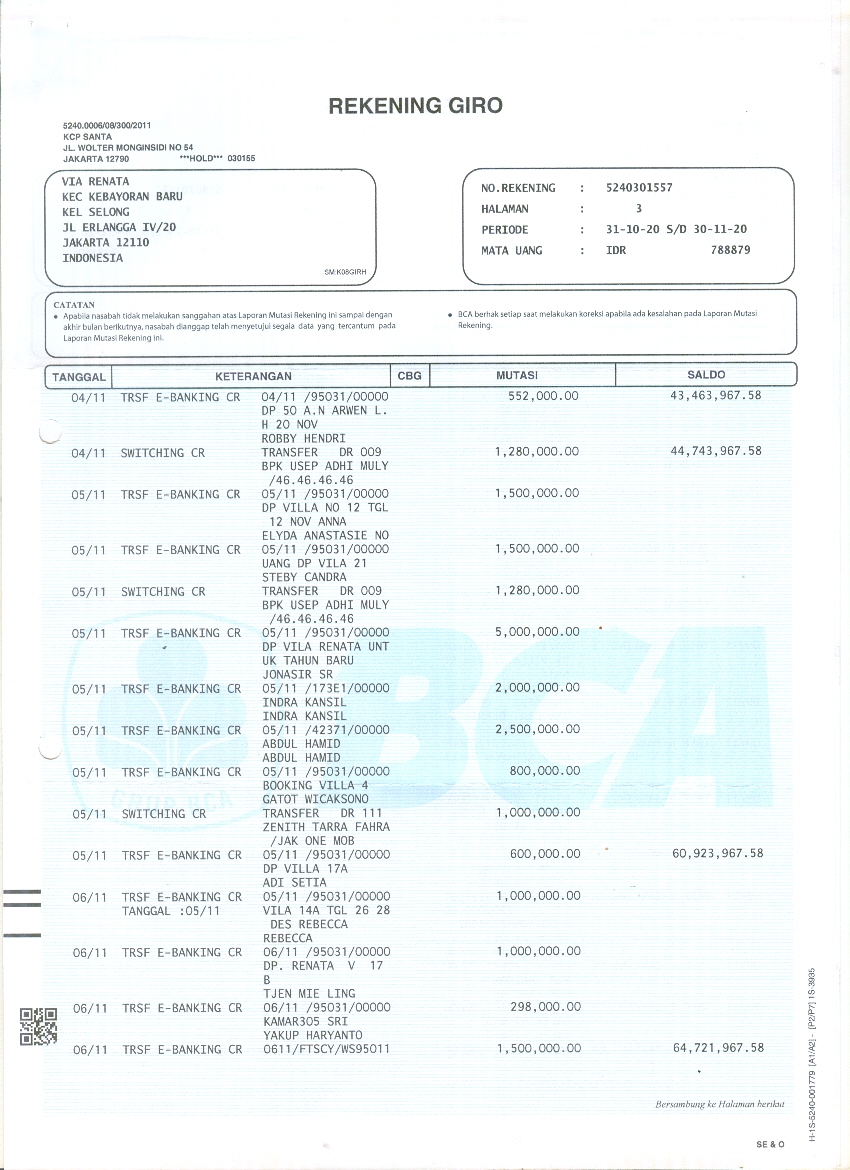 REKENING GIRO
5240.0006/08/300/2011
KCP SANTA
JL. WOLTER MONGINSIDI NO 54
JAKARTA 12790 ***HOLD*** 030155
VIA RENATA
KEC KEBAYORAN BARU
KEL SELONG
JL ERLANGGA IV/20
JAKARTA 12110
INDONESIA
SM:K08GIRH
NO.REKENING : 5240301557
HALAMAN : 3
PERIODE : 31-10-20 S/D 30-11-20
MATA UANG : IDR 788879
CATATAN
• Apabila nasabah tidak melakukan sanggahan atas Laporan Mutasi Rekening ini sampai dengan
akhir bulan berikutnya, nasabah dianggap telah menyetujui segala data yang tercantum pada
Laporan Mutasi Rekening ini.
• BCA berhak setiap saat melakukan koreksi apabila ada kesalahan pada Laporan Mutasi
Rekening.
TANGGAL KETERANGAN CBG MUTASI SALDO
04/11 TRSF E-BANKING CR 04/11 /95031/00000 552,000.00 43,463,967.58
DP 50 A.N ARWEN L.
H 20 NOV
ROBBY HENDRI
04/11 SWITCHING CR TRANSFER DR 009 1,280,000.00 44,743,967.58
BPK USEP ADHI MULY
/46.46.46.46
05/11 TRSF E-BANKING CR 05/11 /95031/00000 1,500,000.00
DP VILLA NO 12 TGL
12 NOV ANNA
ELYDA ANASTASIE NO
05/11 TRSF E-BANKING CR 05/11 /95031/00000 1,500,000.00
UANG DP VILA 21
STEBY CANDRA
05/11 SWITCHING CR TRANSFER DR 009 1,280,000.00
BPK USEP ADHI MULY
/46.46.46.46
05/11 TRSF E-BANKING CR 05/11 /95031/00000 5,000,000.00
DP VILA RENATA UNT
UK TAHUN BARU
JONASIR SR
05/11 TRSF E-BANKING CR 05/11 /173E1/00000 2,000,000.00
INDRA KANSIL
INDRA KANSIL
05/11 TRSF E-BANKING CR 05/11 /42371/00000 2,500,000.00
ABDUL HAMID
ABDUL HAMID
05/11 TRSF E-BANKING CR 05/11 /95031/00000 800,000.00
BOOKING VILLA 4
GATOT WICAKSONO
05/11 SWITCHING CR TRANSFER DR 111 1,000,000.00
ZENITH TARRA FAHRA
/JAK ONE MOB
05/11 TRSF E-BANKING CR 05/11 /95031/00000 600,000.00 60,923,967.58
DP VILLA 17A
ADI SETIA
06/11 TRSF E-BANKING CR 05/11 /95031/00000 1,000,000.00
TANGGAL :05/11 VILA 14A TGL 26 28
DES REBECCA
REBECCA
06/11 TRSF E-BANKING CR 06/11 /95031/00000 1,000,000.00
DP. RENATA V 17
B
TJEN MIE LING
06/11 TRSF E-BANKING CR 06/11 /95031/00000 298,000.00
KAMAR305 SRI
YAKUP HARYANTO
06/11 TRSF E-BANKING CR 0611/FTSCY/WS95011 1,500,000.00 64,721,967.58
BCA
GRUP BCA
Bersambung ke Halaman berikut
SE & O
H-1S-5240-001779 [A1/A2] - [P2/P7] 1S-3935